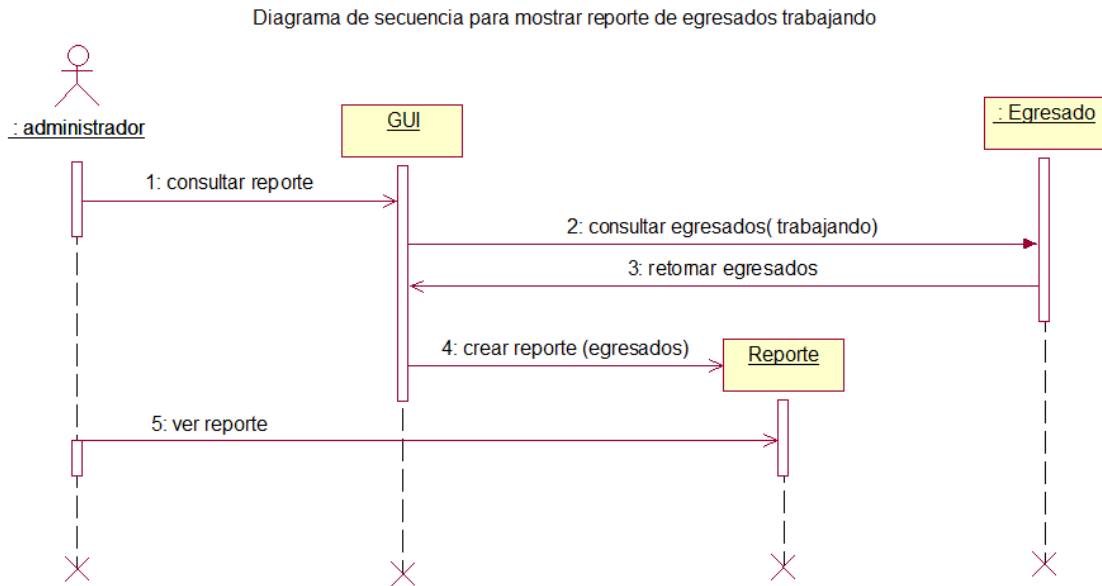 Diagrama de secuencia para mostrar reporte de egresados trabajando
: administrador
GUI
: Egresado
1: consultar reporte
2: consultar egresados( trabajando)
3: retornar egresados
4: crear reporte (egresados)
Reporte
5: ver reporte